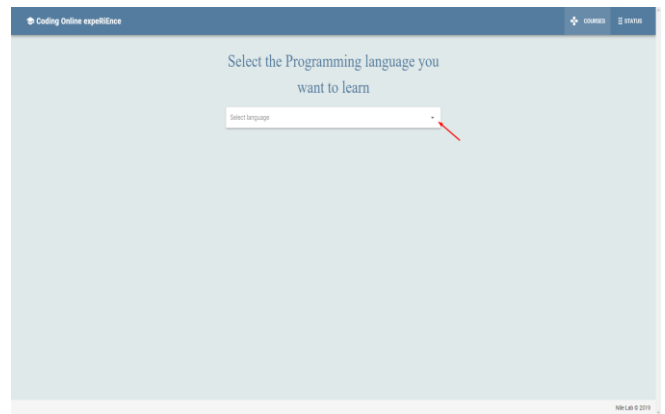 Coding Online expeRiEnce
COURSES
STATUS
Select the Programming language you
want to learn
Select language
Nile Lab © 2019